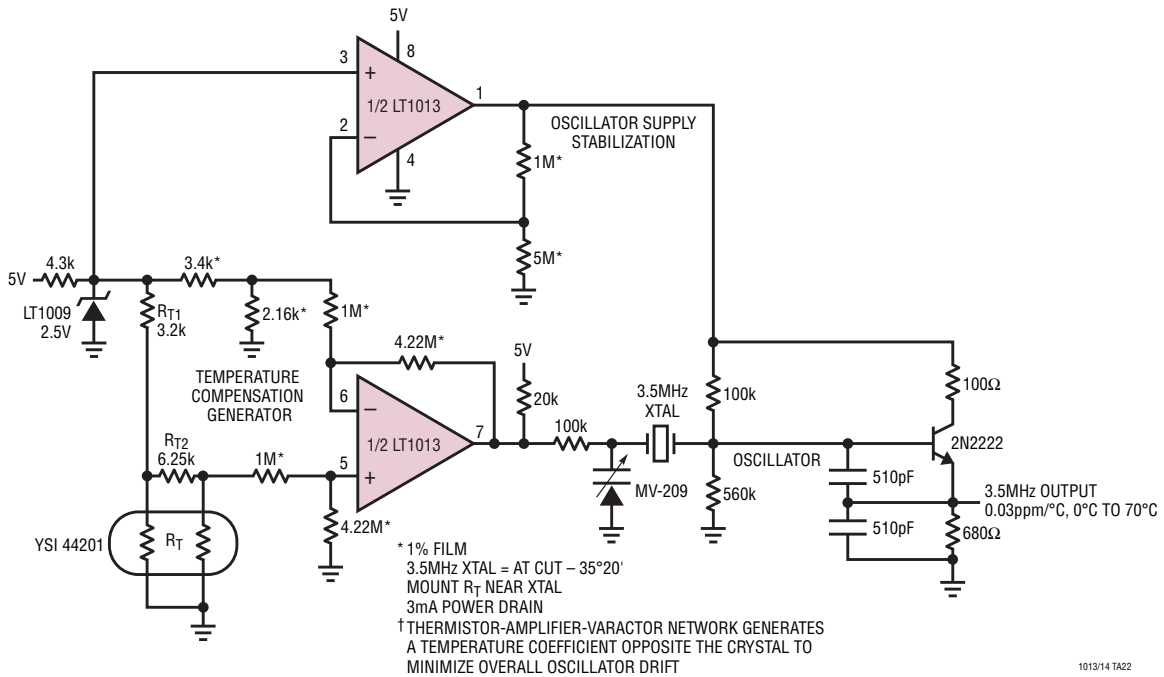 5V
8
3
+
1/2 LT1013
1
2
−
4
OSCILLATOR SUPPLY
STABILIZATION
1M*
5M*
4.3k
5V
3.4k*
LT1009
2.5V
RT1
3.2k
2.16k*
1M*
4.22M*
5V
TEMPERATURE
COMPENSATION
GENERATOR
6
−
1/2 LT1013
7
20k
100k
3.5MHz
XTAL
100k
100Ω
2N2222
RT2
6.25k
1M*
5
+
OSCILLATOR
MV-209
560k
510pF
510pF
3.5MHz OUTPUT
0.03ppm/°C, 0°C TO 70°C
680Ω
4.22M*
YSI 44201
RT
* 1% FILM
3.5MHz XTAL = AT CUT – 35°20'
MOUNT RT NEAR XTAL
3mA POWER DRAIN
† THERMISTOR-AMPLIFIER-VARACTOR NETWORK GENERATES
A TEMPERATURE COEFFICIENT OPPOSITE THE CRYSTAL TO
MINIMIZE OVERALL OSCILLATOR DRIFT
1013/14 TA22